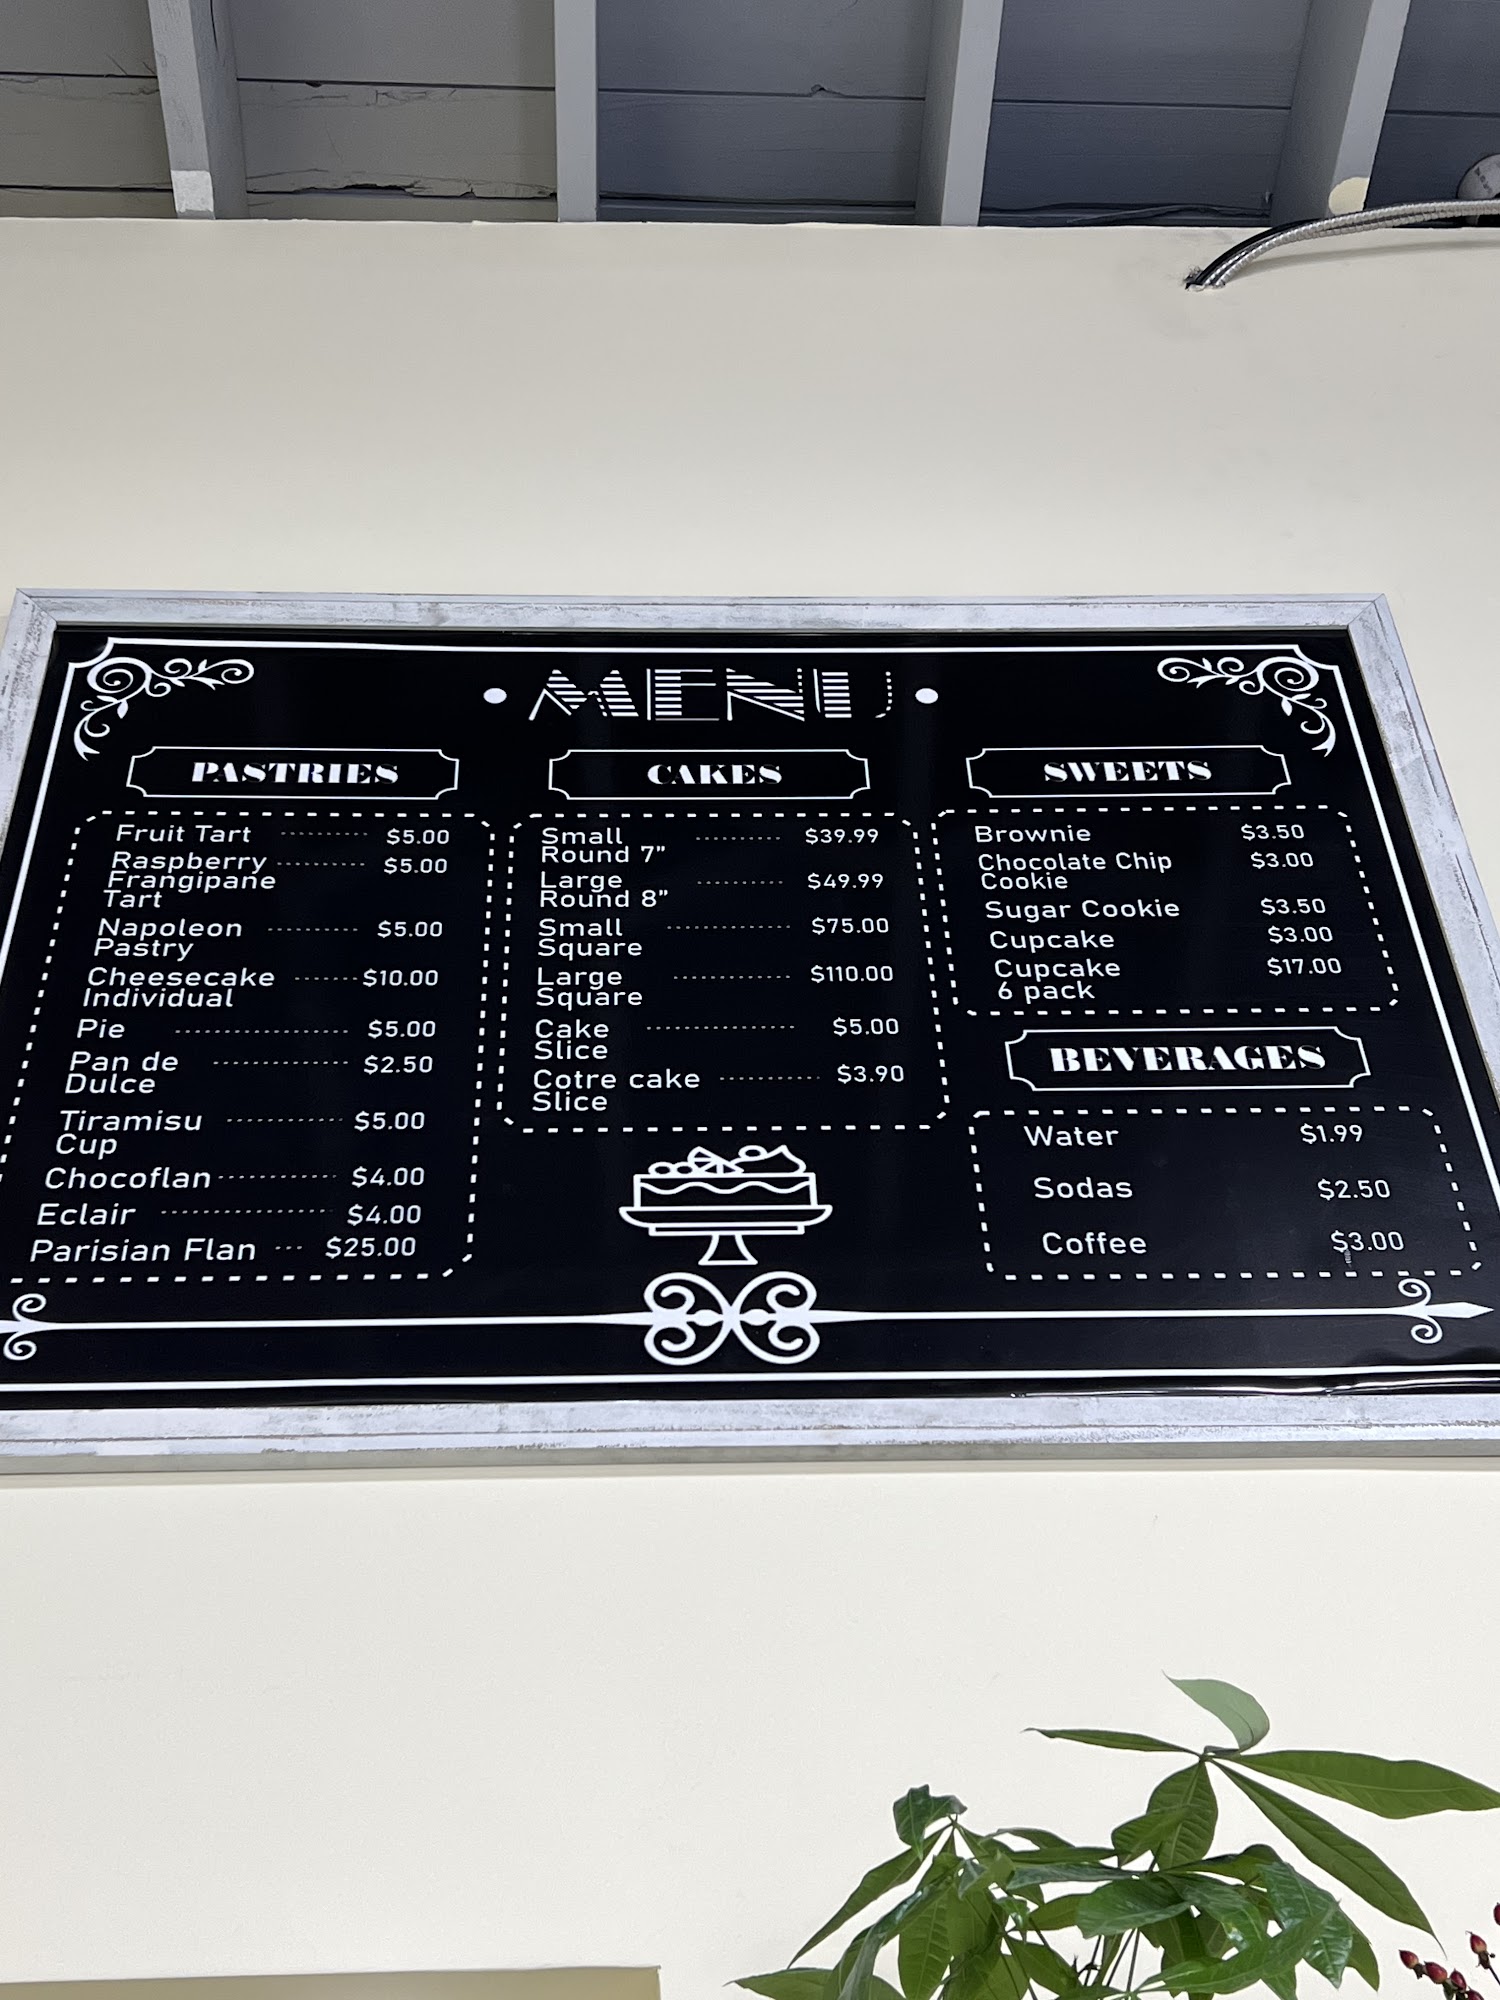 MENU
PASTRIES
Fruit Tart $5.00
Raspberry $5.00
Frangipane
Tart
Napoleon $5.00
Pastry
Cheesecake $10.00
Individual
Pie $5.00
Pan de $2.50
Dulce
Tiramisu $5.00
Cup
Chocoflan $4.00
Eclair $4.00
Parisian Flan $25.00
CAKES
Small $39.99
Round 7"
Large $49.99
Round 8"
Small $75.00
Square
Large $110.00
Square
Cake $5.00
Slice
Cotre cake $3.90
Slice
SWEETS
Brownie $3.50
Chocolate Chip $3.00
Cookie
Sugar Cookie $3.50
Cupcake $3.00
Cupcake $17.00
6 pack
BEVERAGES
Water $1.99
Sodas $2.50
Coffee $3.00